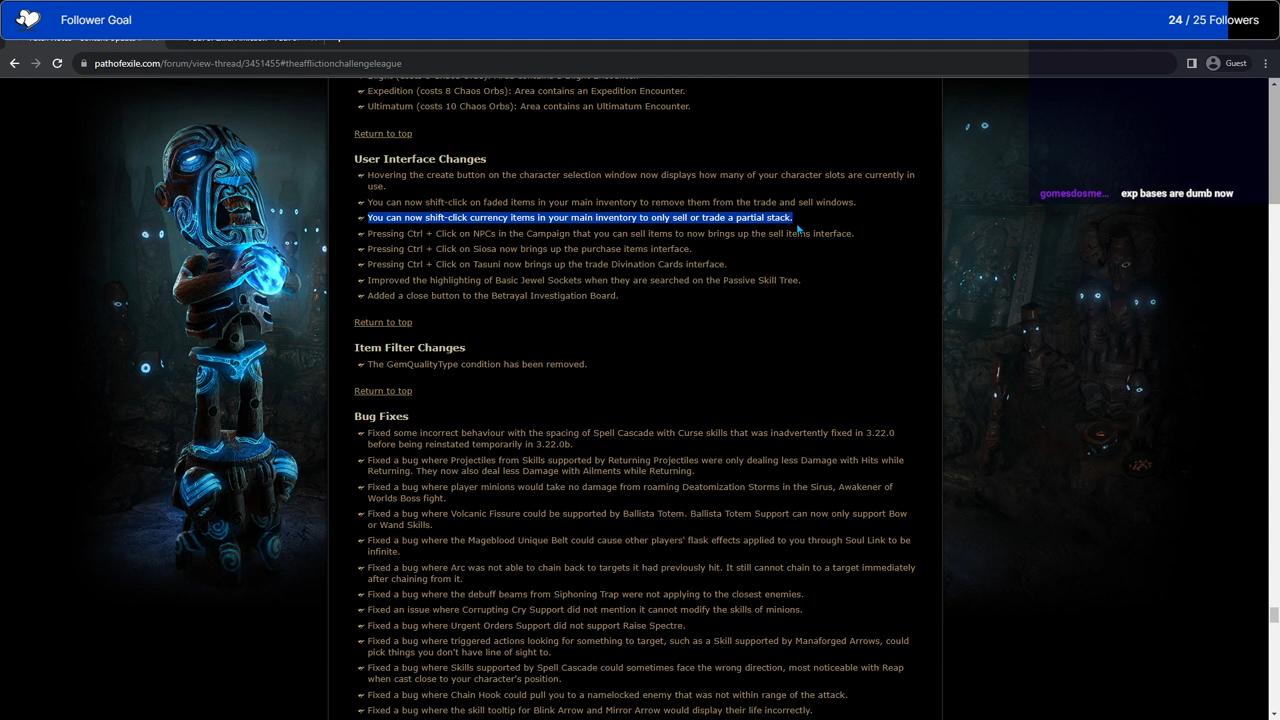 Follower Goal
24 / 25 Followers
pathofexile.com/forum/view-thread/3451455#theafflictionchallengeleague
Guest
Expedition (costs 8 Chaos Orbs): Area contains an Expedition Encounter.
Ultimatum (costs 10 Chaos Orbs): Area contains an Ultimatum Encounter.
Return to top
User Interface Changes
Hovering the create button on the character selection window now displays how many of your character slots are currently in
use.
gomesdosme... exp bases are dumb now
You can now shift-click on faded items in your main inventory to remove them from the trade and sell windows.
You can now shift-click currency items in your main inventory to only sell or trade a partial stack.
Pressing Ctrl + Click on NPCs in the Campaign that you can sell items to now brings up the sell items interface.
Pressing Ctrl + Click on Siosa now brings up the purchase items interface.
Pressing Ctrl + Click on Tasuni now brings up the trade Divination Cards interface.
Improved the highlighting of Basic Jewel Sockets when they are searched on the Passive Skill Tree.
Added a close button to the Betrayal Investigation Board.
Return to top
Item Filter Changes
The GemQualityType condition has been removed.
Return to top
Bug Fixes
Fixed some incorrect behaviour with the spacing of Spell Cascade with Curse skills that was inadvertently fixed in 3.22.0
before being reinstated temporarily in 3.22.0b.
Fixed a bug where Projectiles from Skills supported by Returning Projectiles were only dealing less Damage with Hits while
Returning. They now also deal less Damage with Ailments while Returning.
Fixed a bug where player minions would take no damage from roaming Deatomization Storms in the Sirus, Awakener of
Worlds Boss fight.
Fixed a bug where Volcanic Fissure could be supported by Ballista Totem. Ballista Totem Support can now only support Bow
or Wand Skills.
Fixed a bug where the Mageblood Unique Belt could cause other players' flask effects applied to you through Soul Link to be
infinite.
Fixed a bug where Arc was not able to chain back to targets it had previously hit. It still cannot chain to a target immediately
after chaining from it.
Fixed a bug where the debuff beams from Siphoning Trap were not applying to the closest enemies.
Fixed an issue where Corrupting Cry Support did not mention it cannot modify the skills of minions.
Fixed a bug where Urgent Orders Support did not support Raise Spectre.
Fixed a bug where triggered actions looking for something to target, such as a Skill supported by Manaforged Arrows, could
pick things you don't have line of sight to.
Fixed a bug where Skills supported by Spell Cascade could sometimes face the wrong direction, most noticeable with Reap
when cast close to your character's position.
Fixed a bug where Chain Hook could pull you to a namelocked enemy that was not within range of the attack.
Fixed a bug where the skill tooltip for Blink Arrow and Mirror Arrow would display their life incorrectly.